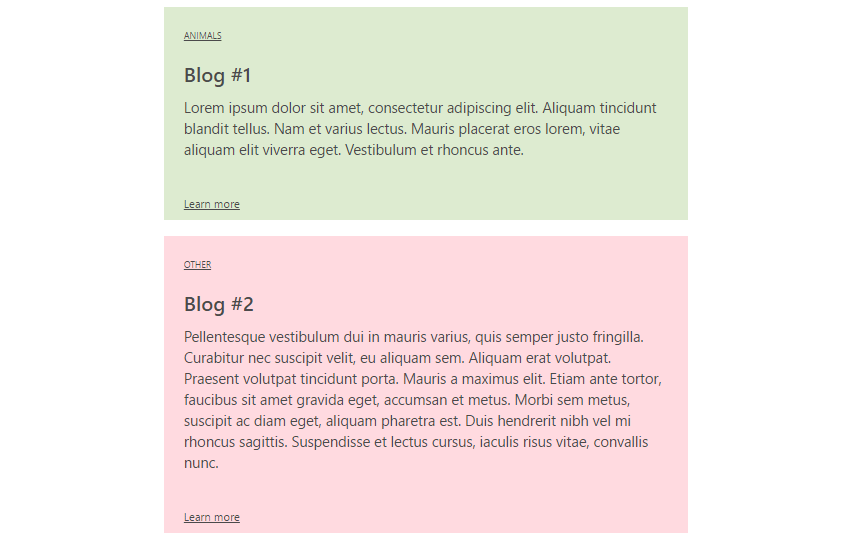 ANIMALS
Blog #1
Lorem ipsum dolor sit amet, consectetur adipiscing elit. Aliquam tincidunt
blandit tellus. Nam et varius lectus. Mauris placerat eros lorem, vitae
aliquam elit viverra eget. Vestibulum et rhoncus ante.
Learn more
OTHER
Blog #2
Pellentesque vestibulum dui in mauris varius, quis semper justo fringilla.
Curabitur nec suscipit velit, eu aliquam sem. Aliquam erat volutpat.
Praesent volutpat tincidunt porta. Mauris a maximus elit. Etiam ante tortor,
faucibus sit amet gravida eget, accumsan et metus. Morbi sem metus,
suscipit ac diam eget, aliquam pharetra est. Duis hendrerit nibh vel mi
rhoncus sagittis. Suspendisse et lectus cursus, iaculis risus vitae, convallis
nunc.
Learn more